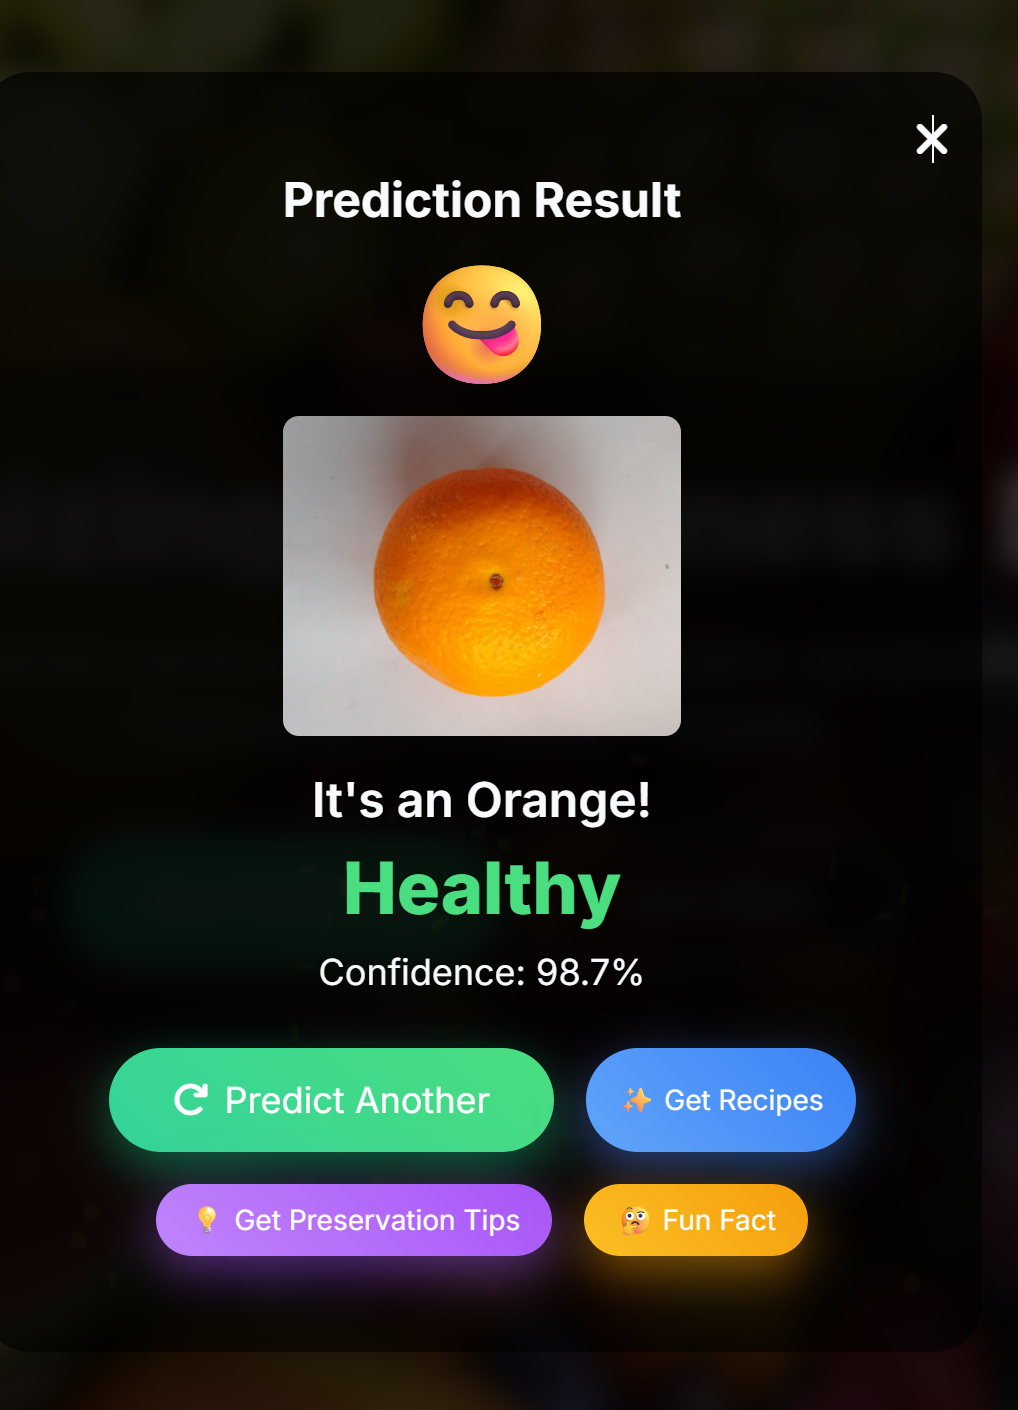 Prediction Result
It's an Orange!
Healthy
Confidence: 98.7%
Predict Another
Get Recipes
Get Preservation Tips
Fun Fact